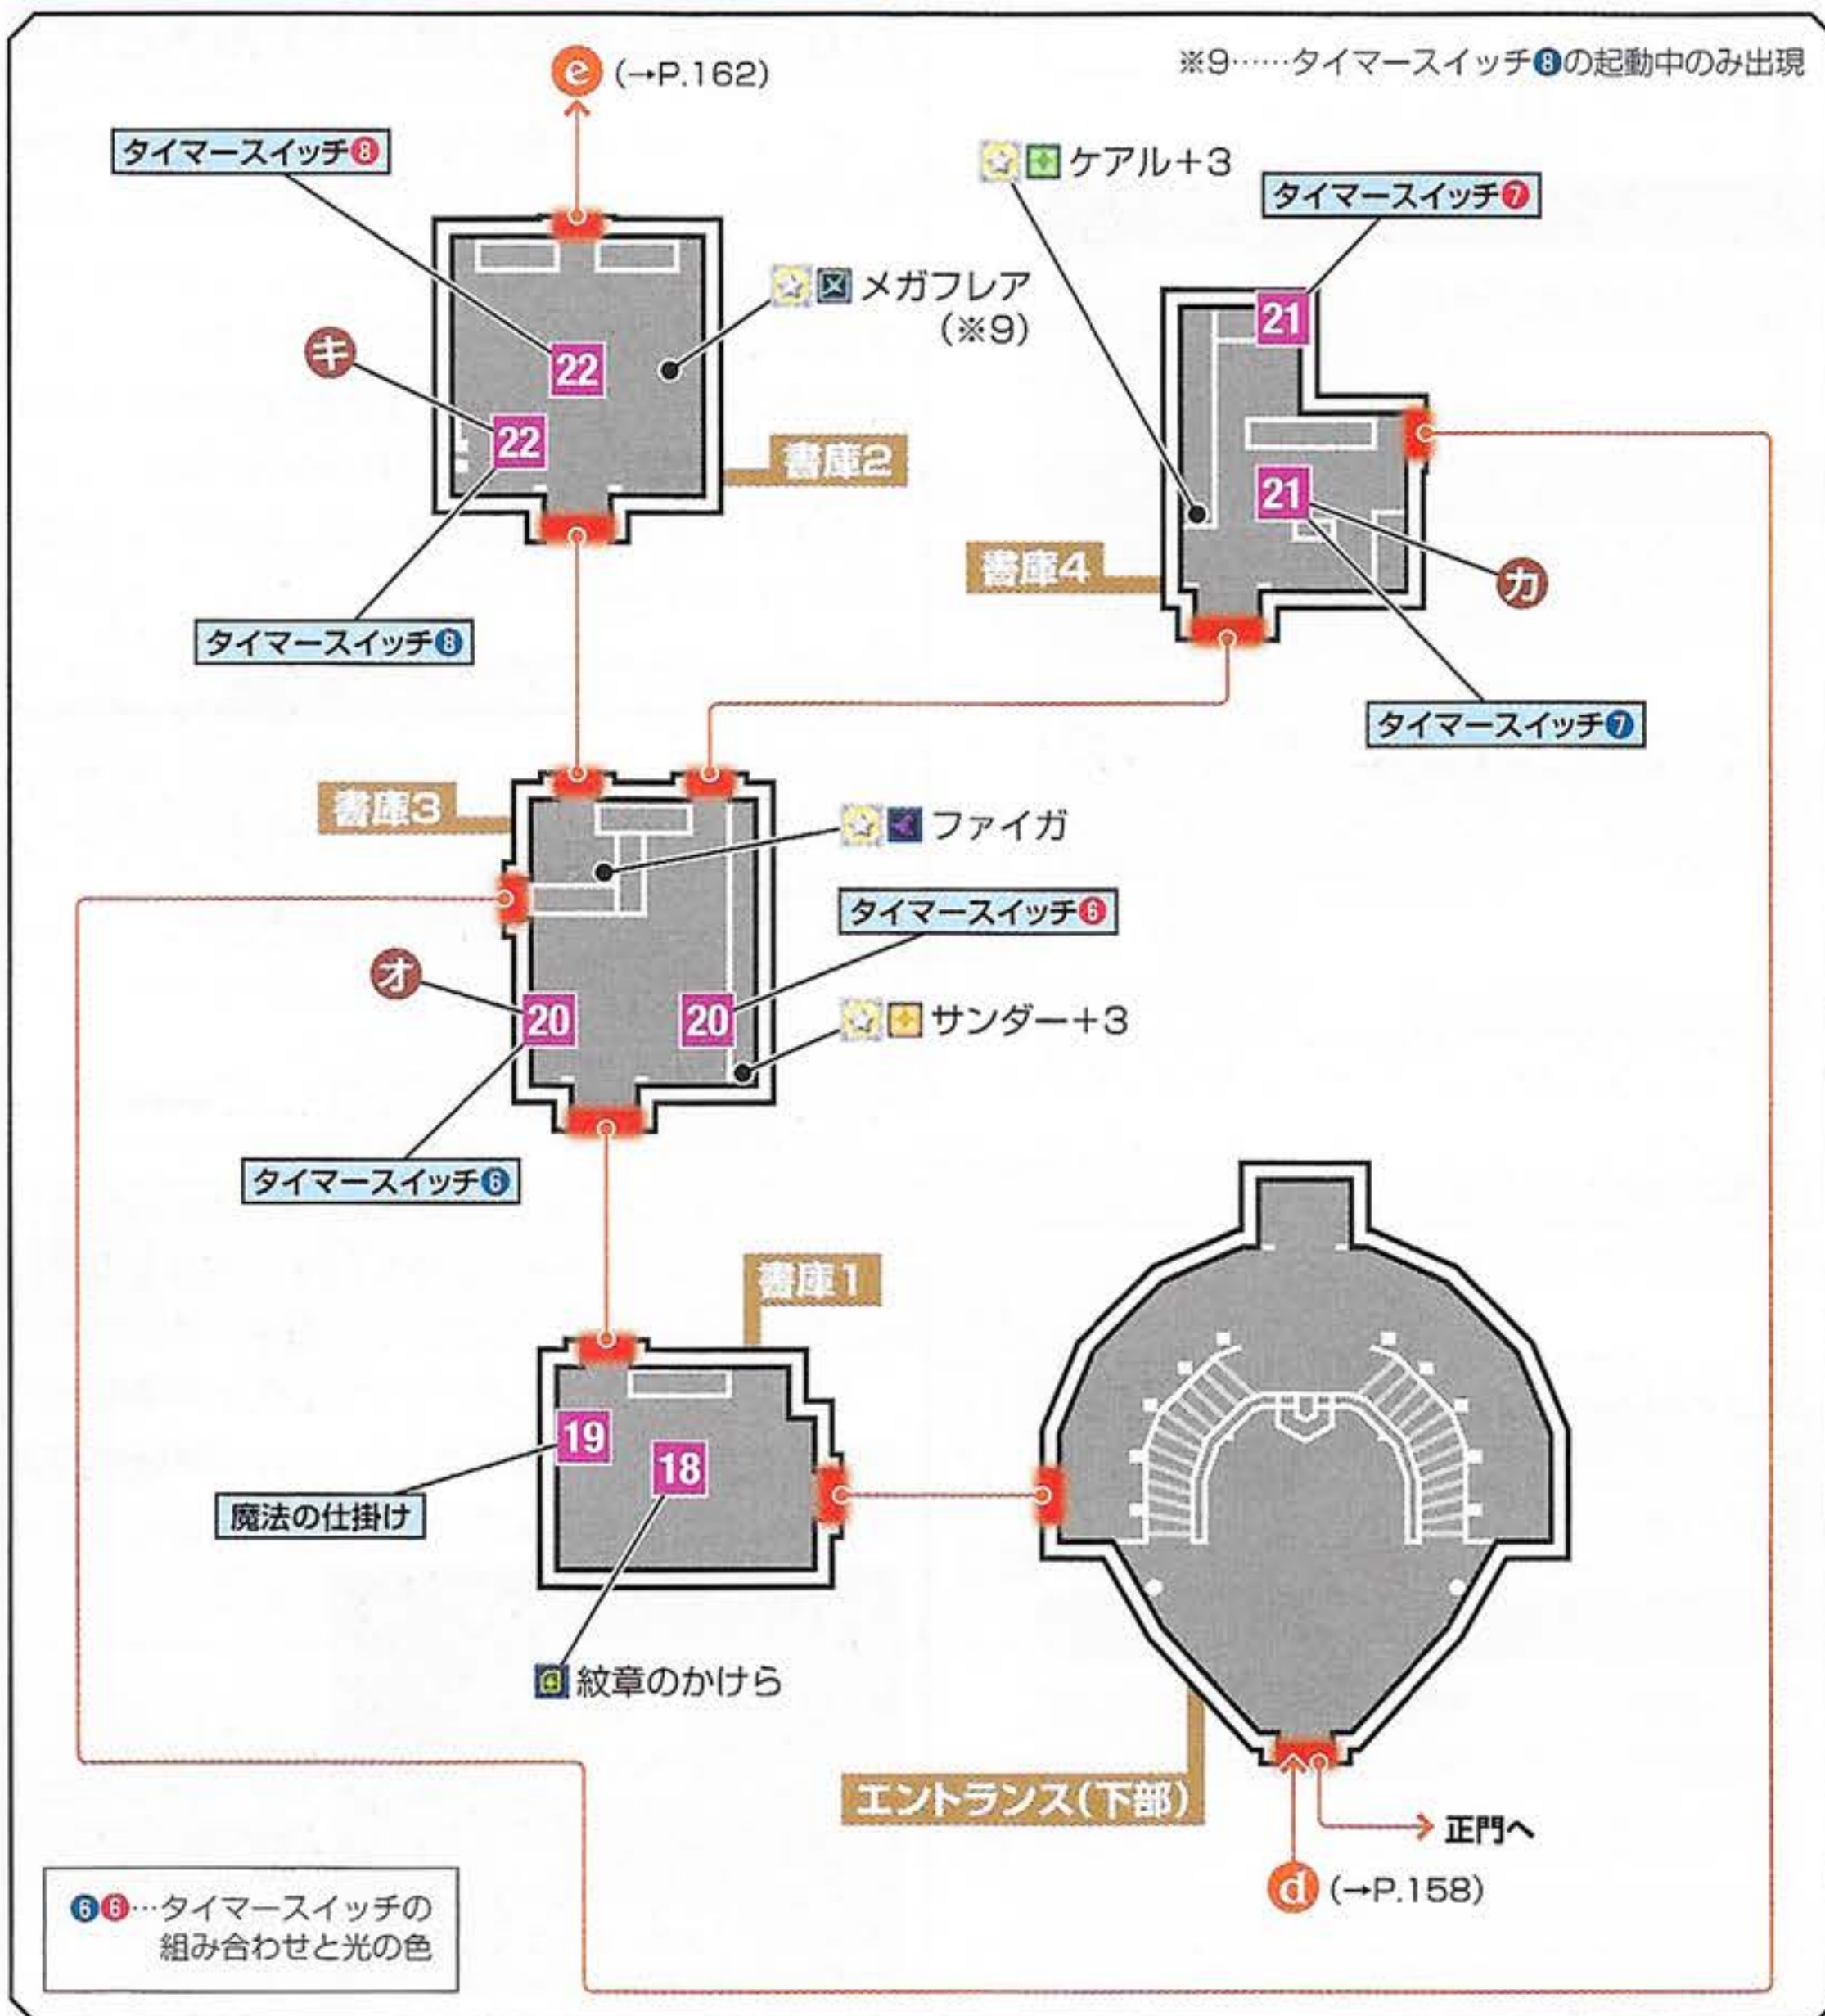 e (→P.162)
※9……タイマースイッチ8の起動中のみ出現
タイマースイッチ8
ケアル+3
タイマースイッチ7
メガフレア
(※9)
21
22
キ
22
書庫2
21
書庫4
カ
タイマースイッチ8
タイマースイッチ7
書庫3
ファイガ
タイマースイッチ6
オ
20
20
サンダー+3
タイマースイッチ6
書庫1
19
18
魔法の仕掛け
紋章のかけら
エントランス(下部)
正門へ
d (→P.158)
66…タイマースイッチの
組み合わせと光の色